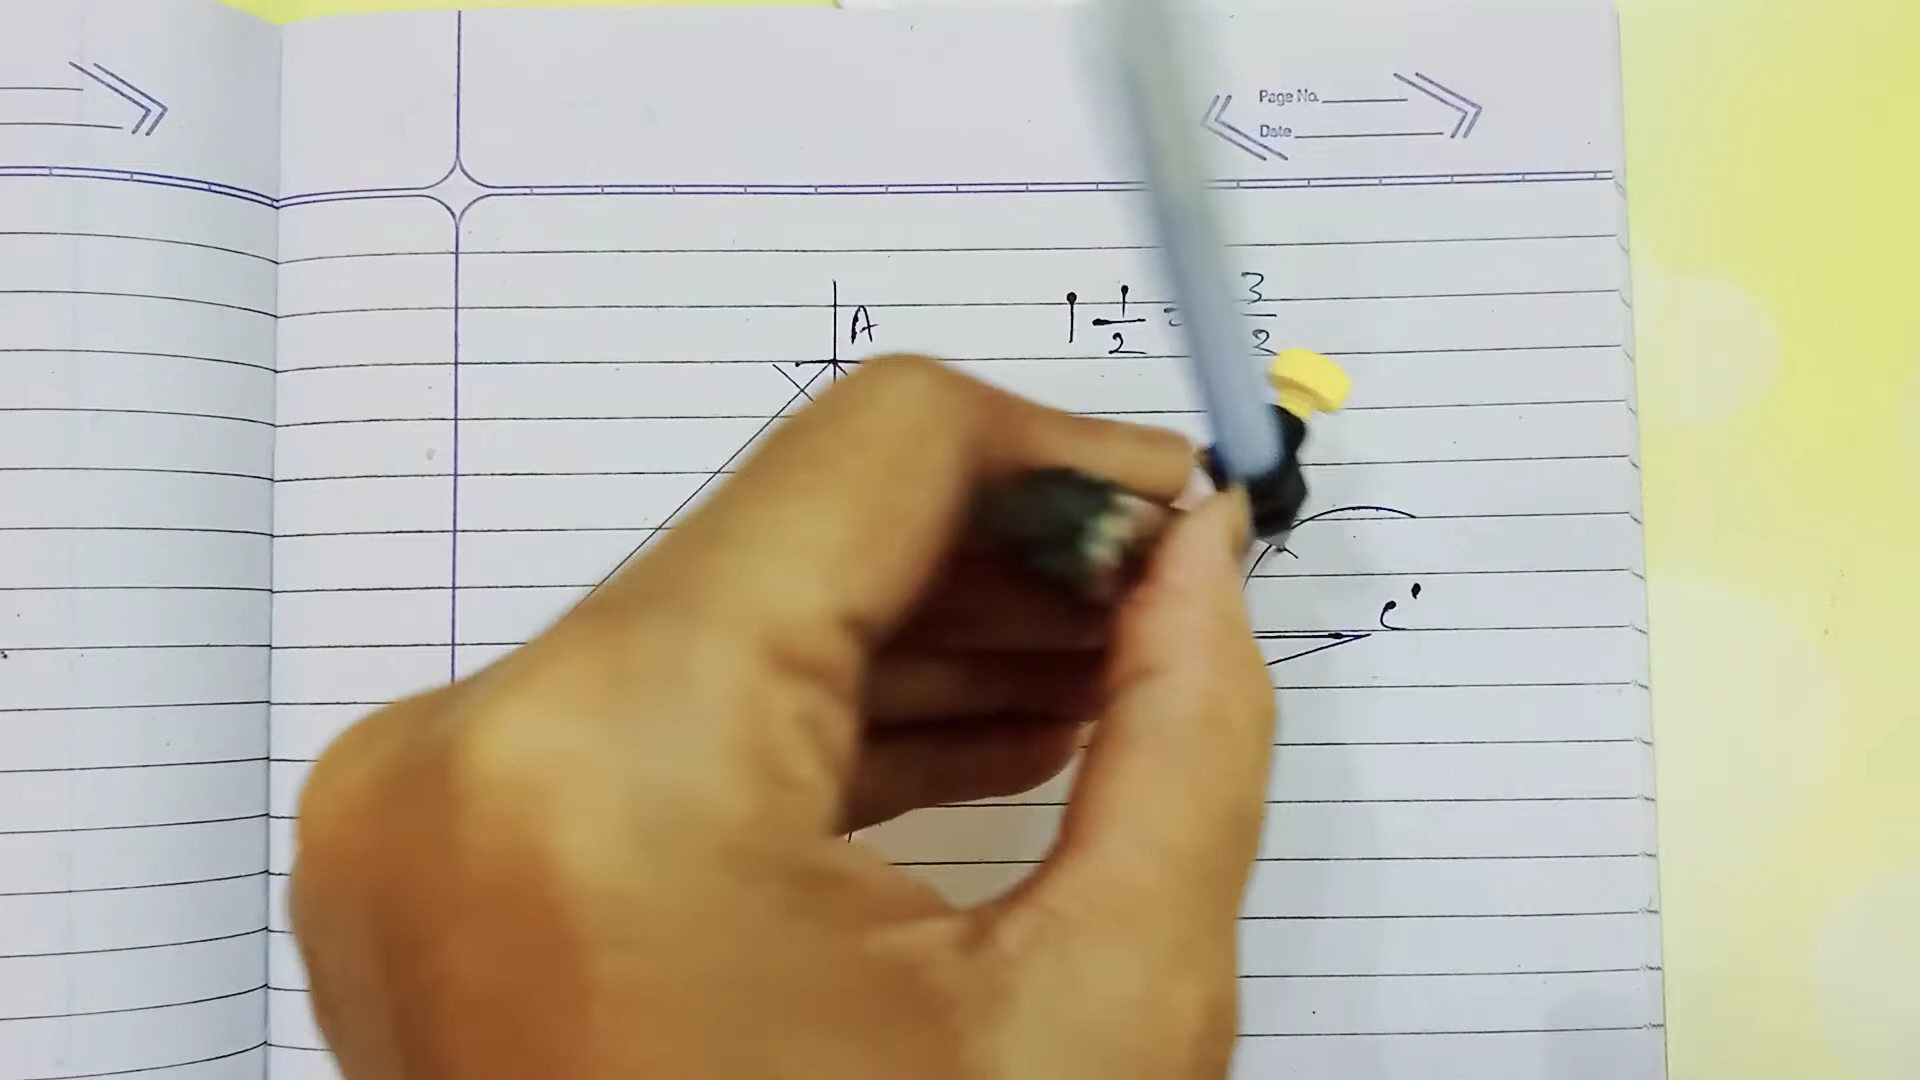 Page No.
Date
A
1 1/2 = 3/2
C'